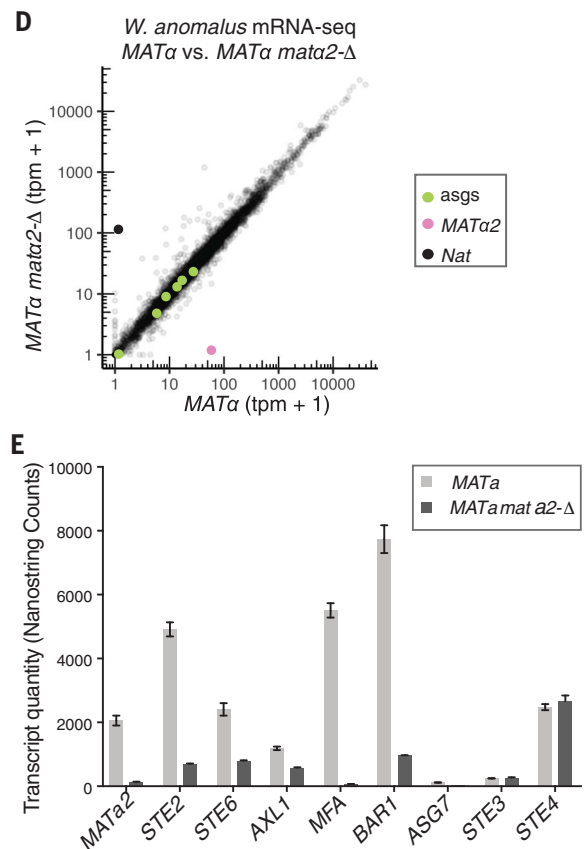 D
W. anomalus mRNA-seq
MATα vs. MATα matα2-Δ
MATα matα2-Δ (tpm + 1)
10000
1000
100
10
1
1
10
100
1000
10000
MATα (tpm + 1)
asgs
MATα2
Nat
E
Transcript quantity (Nanostring Counts)
10000
8000
6000
4000
2000
0
MATa
MATa mat a2-Δ
MATa2
STE2
STE6
AXL1
MFA
BAR1
ASG7
STE3
STE4